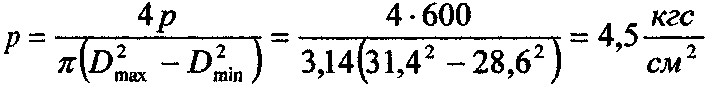 p = 4p / π(D²max − D²min) = 4·600 / 3,14(31,4² − 28,6²) = 4,5 кгс / см²